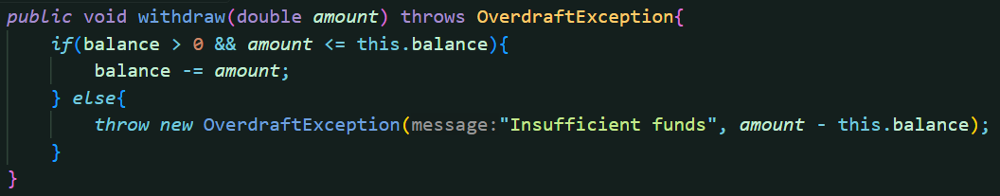 public void withdraw(double amount) throws OverdraftException{
if(balance > 0 && amount <= this.balance){
balance -= amount;
} else{
throw new OverdraftException(message:"Insufficient funds", amount - this.balance);
}
}